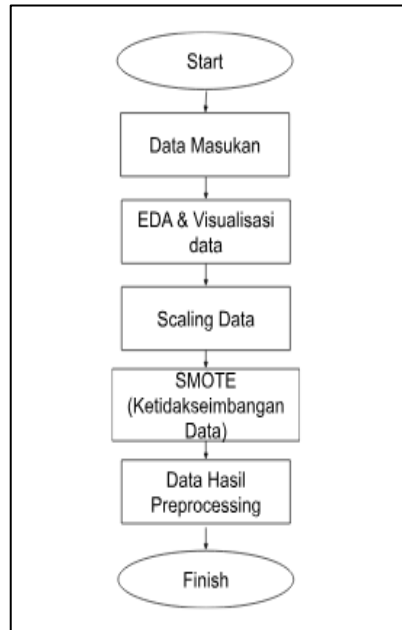 Start
Data Masukan
EDA & Visualisasi
data
Scaling Data
SMOTE
(Ketidakseimbangan
Data)
Data Hasil
Preprocessing
Finish